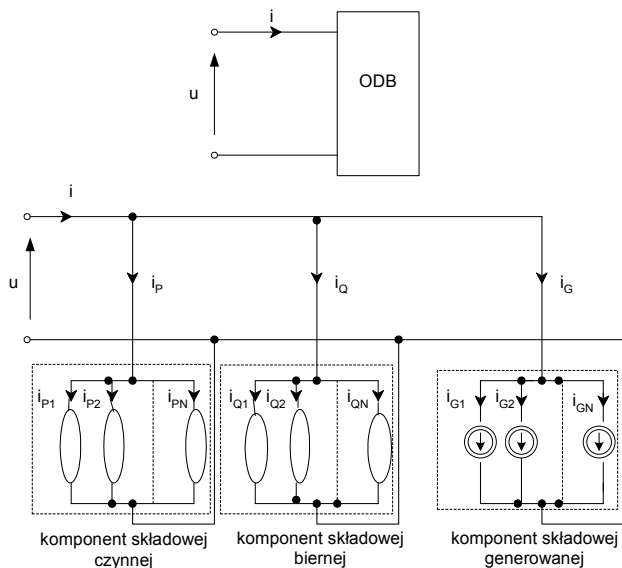 i
ODB
u
i
u
i_P
i_Q
i_G
i_P1 i_P2 i_PN
i_Q1 i_Q2 i_QN
i_G1 i_G2 i_GN
komponent składowej
czynnej
komponent składowej
biernej
komponent składowej
generowanej